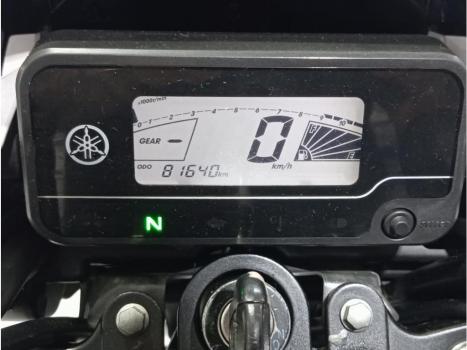 x1000r/min
0 1 2 3 4 5 6 7 8 9 10
GEAR -
0
F
km/h
E
ODO 81640 km
N